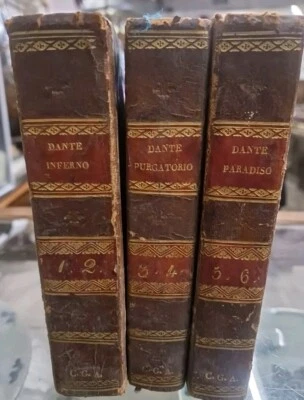 DANTE
INFERNO
1. 2.
C. G. A.
DANTE
PURGATORIO
3. 4.
C. G. A.
DANTE
PARADISO
5. 6.
C. G. A.